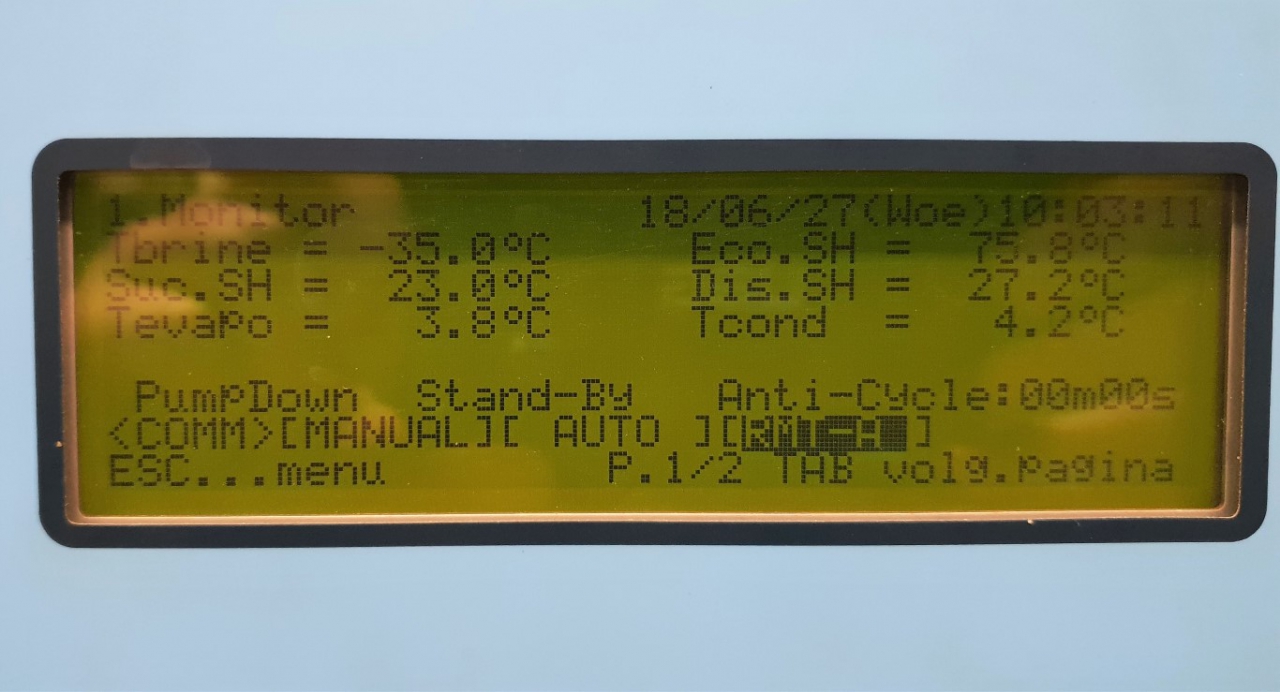 1.Monitor 18/06/27(Woe)10:03:11
Tbrine = -35.0°C Eco.SH = 75.8°C
Suc.SH = 23.0°C Dis.SH = 27.2°C
Tevapo = 3.8°C Tcond = 4.2°C
PumpDown Stand-By Anti-Cycle:00m00s
<COMM>[MANUAL][ AUTO ][RMT-H ]
ESC...menu P.1/2 TAB volg.pagina